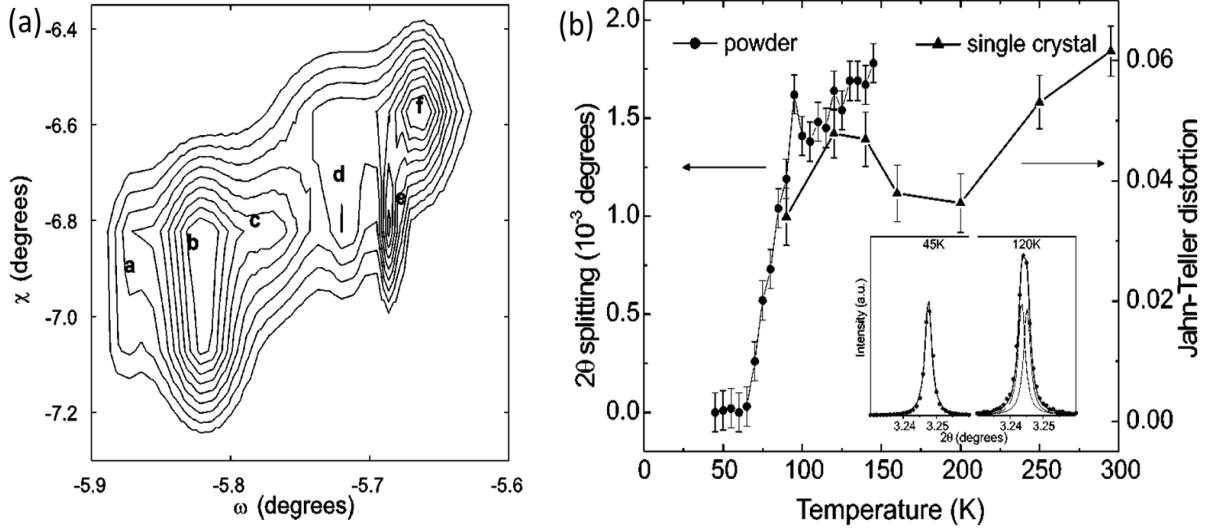 (a)
-6.4
-6.6
-6.8
-7.0
-7.2
χ (degrees)
a
b
c
d
e
f
-5.9
-5.8
-5.7
-5.6
ω (degrees)
(b)
2.0
1.5
1.0
0.5
0.0
2θ splitting (10⁻³ degrees)
powder
single crystal
0.06
0.04
0.02
0.00
Jahn-Teller distortion
45K
120K
Intensity (a.u.)
3.24 3.25
3.24 3.25
2θ (degrees)
0 50 100 150 200 250 300
Temperature (K)